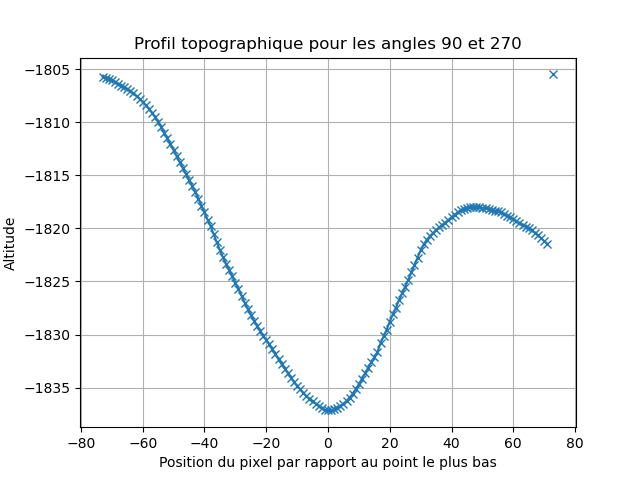 Profil topographique pour les angles 90 et 270
−1805
−1810
−1815
−1820
−1825
−1830
−1835
Altitude
−80 −60 −40 −20 0 20 40 60 80
Position du pixel par rapport au point le plus bas